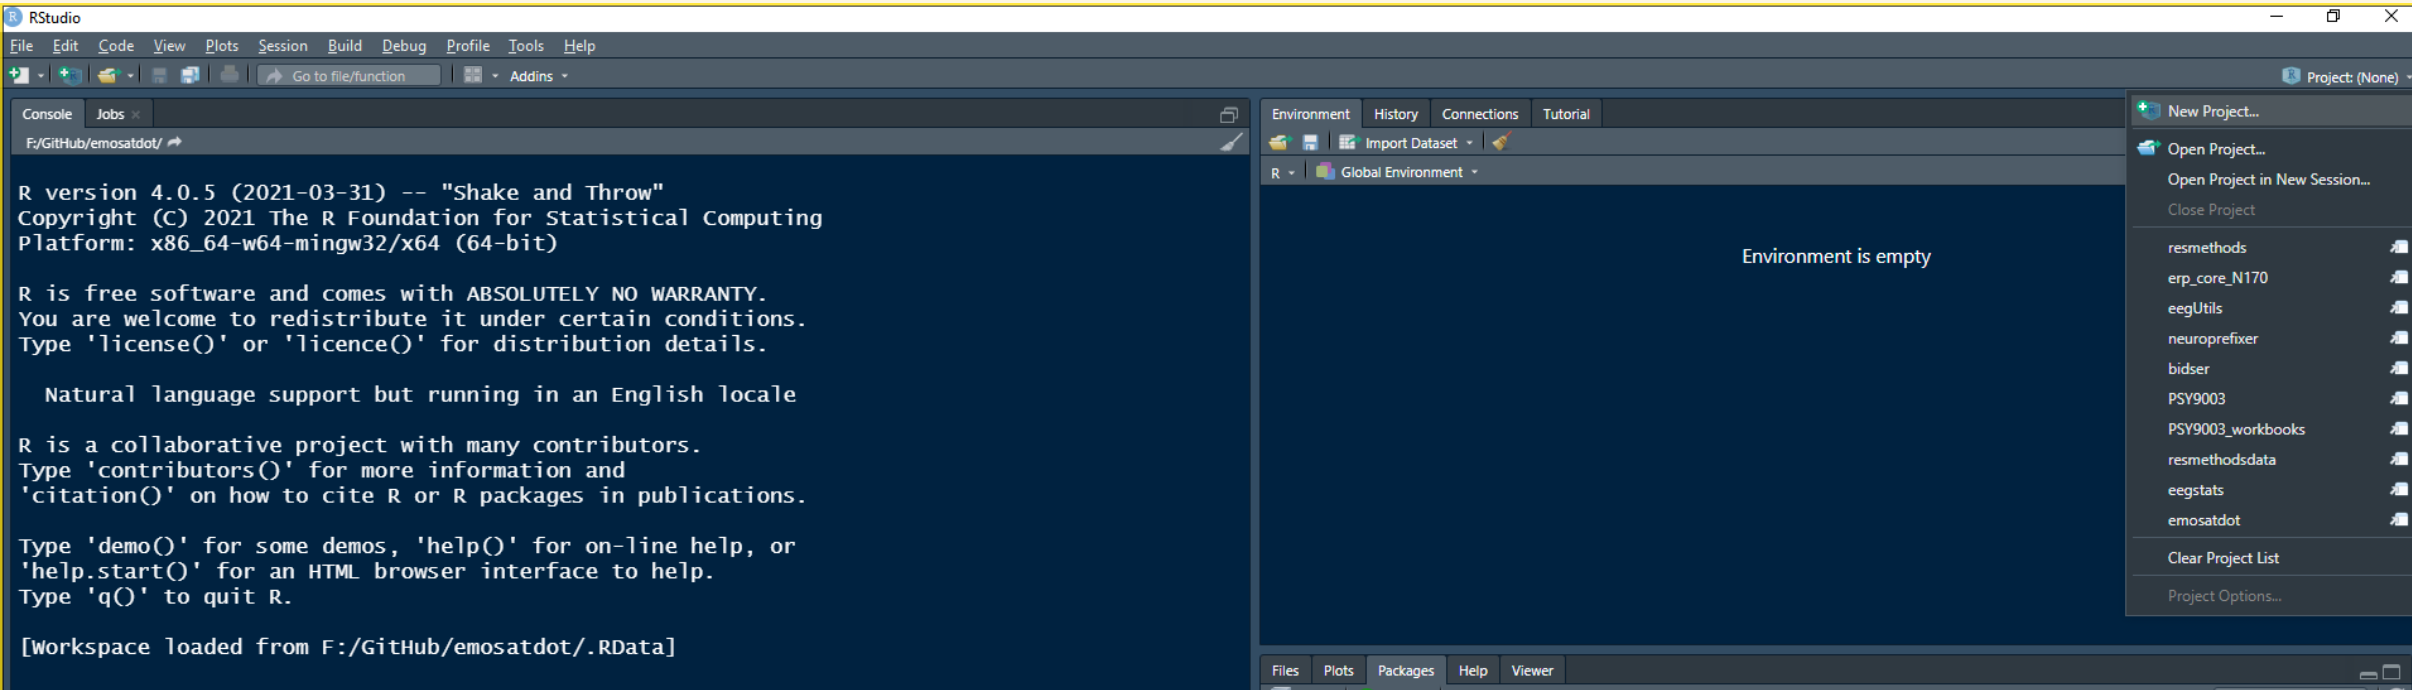 RStudio
File Edit Code View Plots Session Build Debug Profile Tools Help
Go to file/function Addins Project: (None)
Console Jobs
F:/GitHub/emosatdot/
R version 4.0.5 (2021-03-31) -- "Shake and Throw"
Copyright (C) 2021 The R Foundation for Statistical Computing
Platform: x86_64-w64-mingw32/x64 (64-bit)
R is free software and comes with ABSOLUTELY NO WARRANTY.
You are welcome to redistribute it under certain conditions.
Type 'license()' or 'licence()' for distribution details.
Natural language support but running in an English locale
R is a collaborative project with many contributors.
Type 'contributors()' for more information and
'citation()' on how to cite R or R packages in publications.
Type 'demo()' for some demos, 'help()' for on-line help, or
'help.start()' for an HTML browser interface to help.
Type 'q()' to quit R.
[Workspace loaded from F:/GitHub/emosatdot/.RData]
Environment History Connections Tutorial
Import Dataset
R Global Environment
Environment is empty
New Project...
Open Project...
Open Project in New Session...
Close Project
resmethods
erp_core_N170
eegUtils
neuroprefixer
bidser
PSY9003
PSY9003_workbooks
resmethodsdata
eegstats
emosatdot
Clear Project List
Project Options...
Files Plots Packages Help Viewer